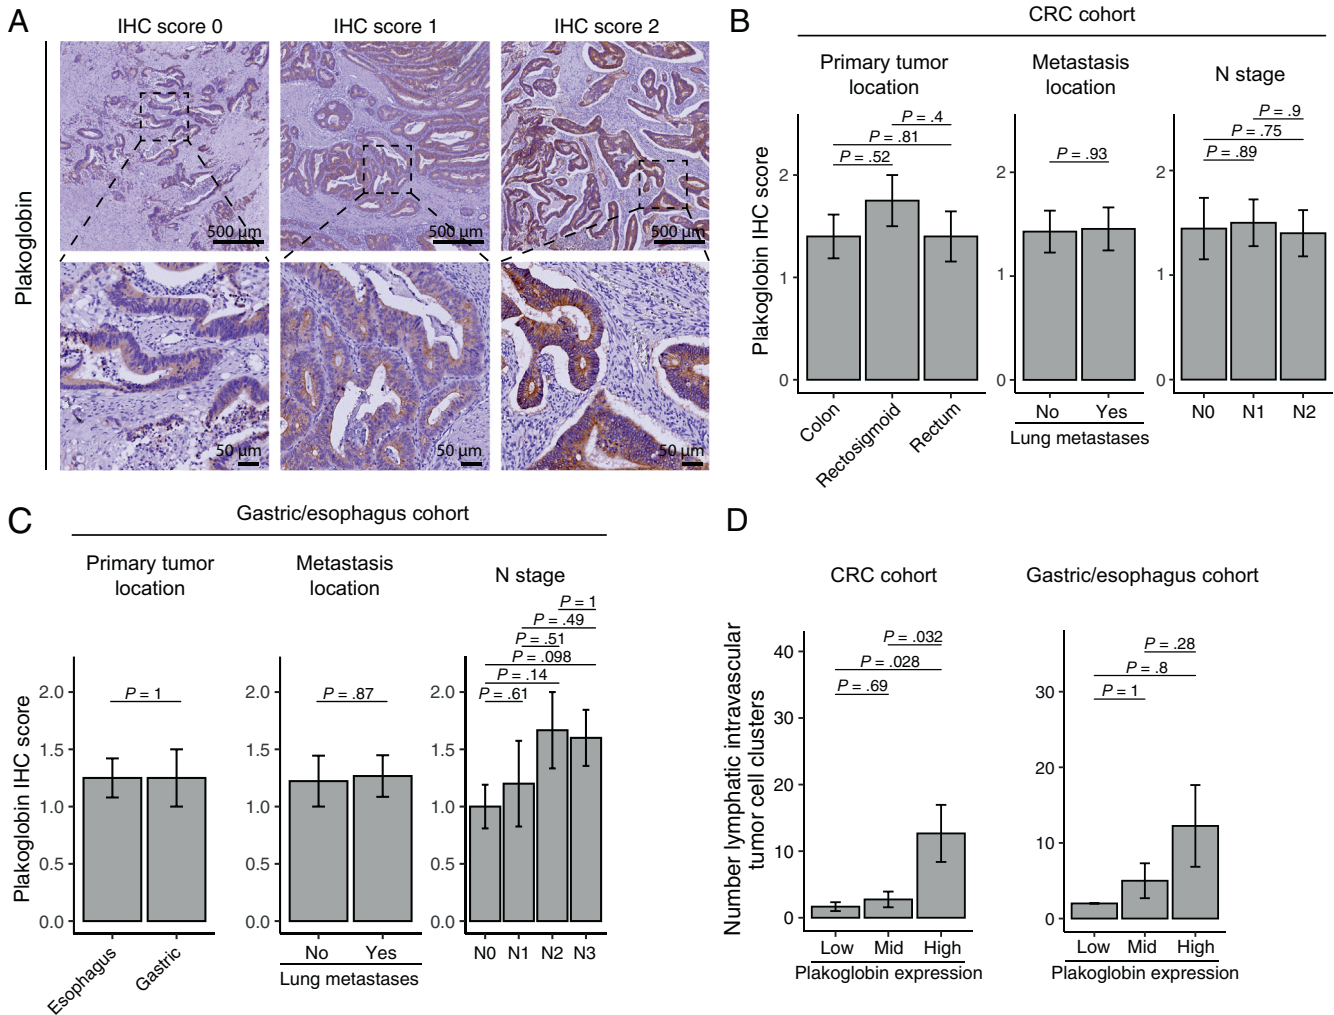 A
IHC score 0
IHC score 1
IHC score 2
Plakoglobin
500 µm
500 µm
500 µm
50 µm
50 µm
50 µm
B
CRC cohort
Primary tumor
location
Metastasis
location
N stage
Plakoglobin IHC score
P = .4
P = .81
P = .52
2
1
0
Colon
Rectosigmoid
Rectum
P = .93
2
1
0
No
Yes
Lung metastases
P = .9
P = .75
P = .89
2
1
0
N0
N1
N2
C
Gastric/esophagus cohort
Primary tumor
location
Metastasis
location
N stage
Plakoglobin IHC score
P = 1
2.0
1.5
1.0
0.5
0.0
Esophagus
Gastric
P = .87
2.0
1.5
1.0
0.5
0.0
No
Yes
Lung metastases
P = 1
P = .49
P = .51
P = .098
P = .14
P = .61
2.0
1.5
1.0
0.5
0.0
N0
N1
N2
N3
D
CRC cohort
Gastric/esophagus cohort
Number lymphatic intravascular
tumor cell clusters
P = .032
P = .028
P = .69
40
30
20
10
0
Low
Mid
High
Plakoglobin expression
P = .28
P = .8
P = 1
30
20
10
0
Low
Mid
High
Plakoglobin expression